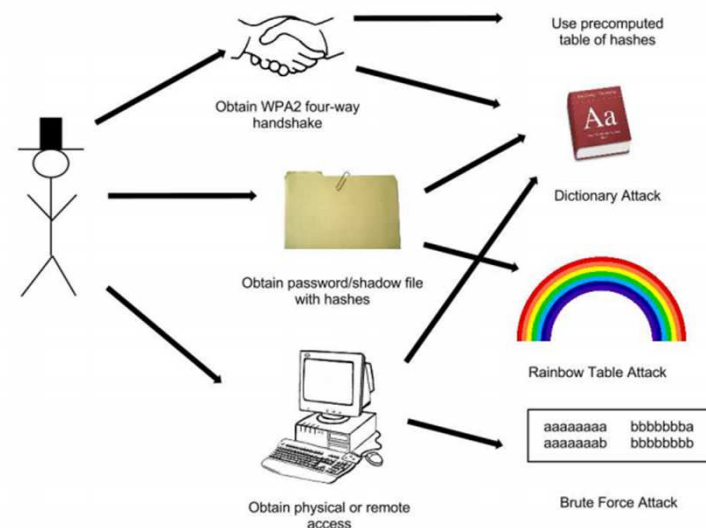 Use precomputed
table of hashes
Obtain WPA2 four-way
handshake
Aa
Dictionary Attack
Obtain password/shadow file
with hashes
Rainbow Table Attack
aaaaaaaa bbbbbbba
aaaaaaab bbbbbbbb
Obtain physical or remote
access
Brute Force Attack